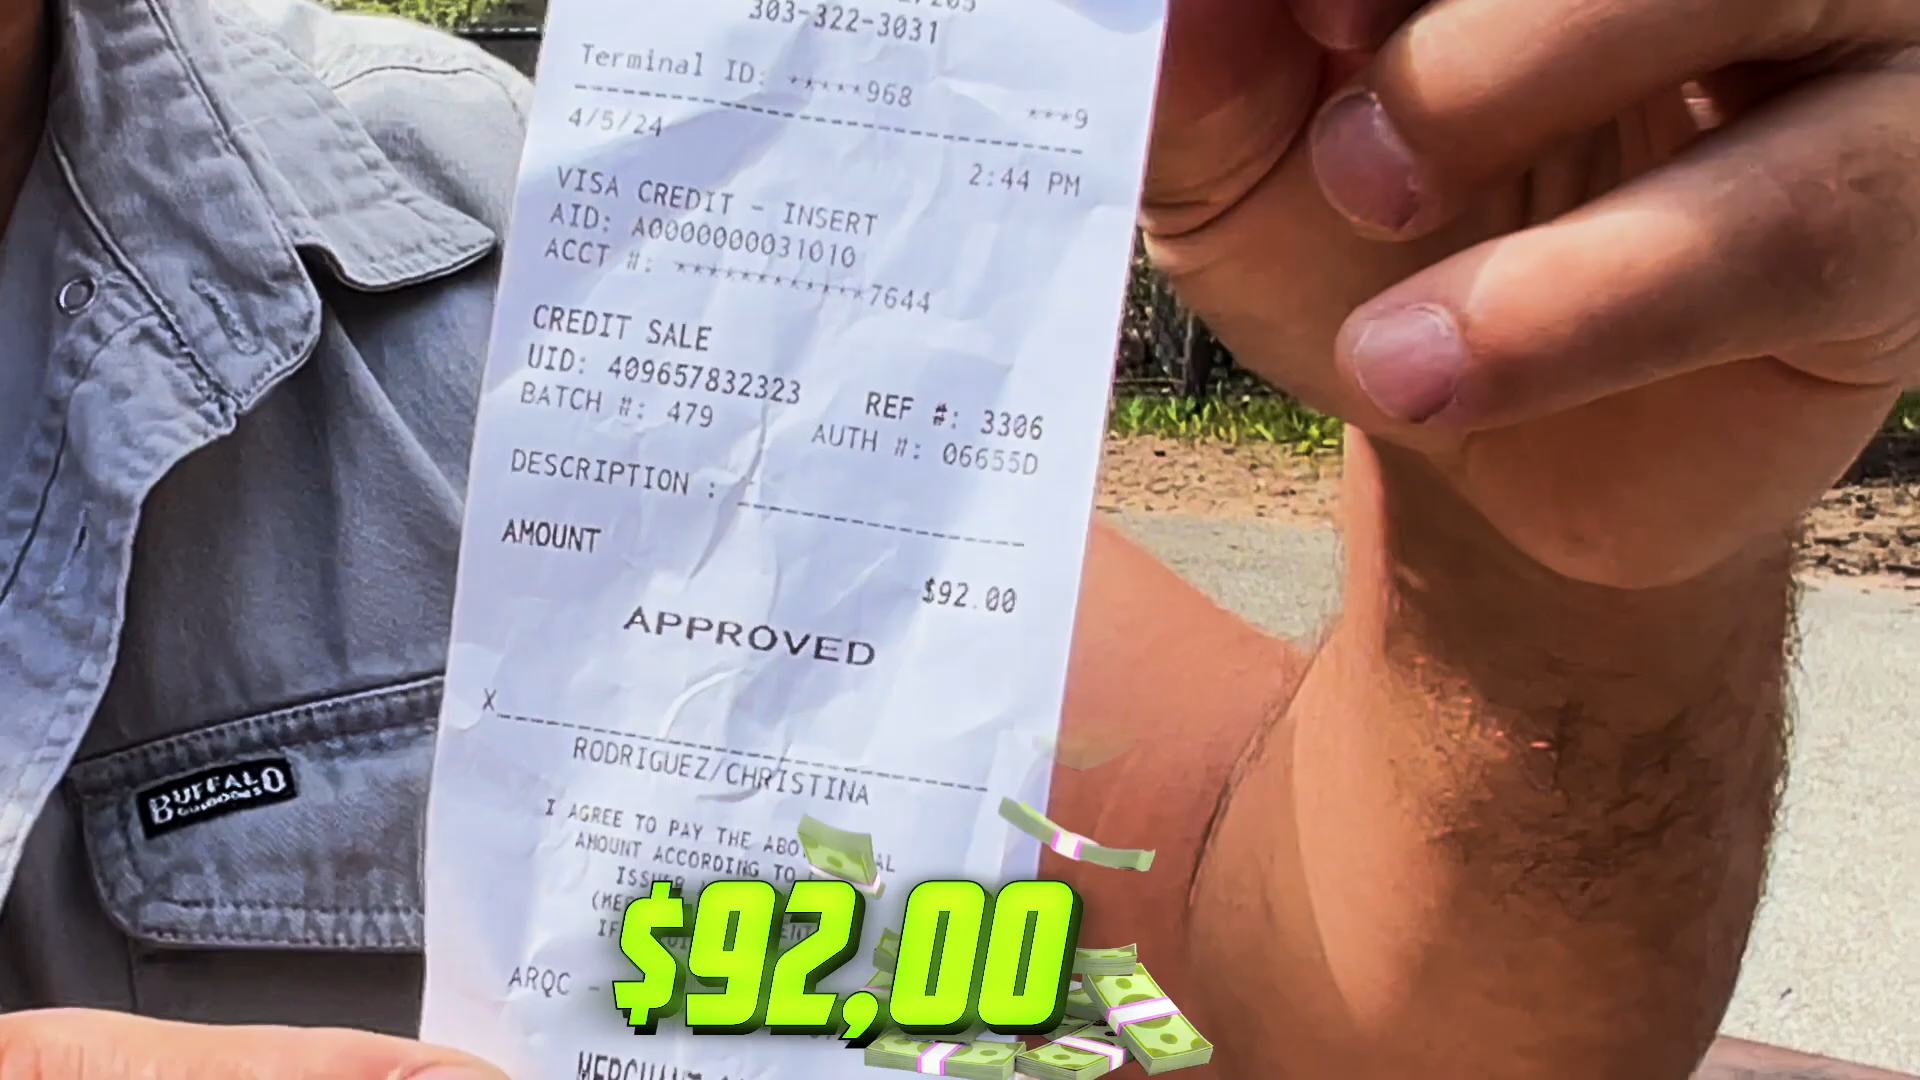 303-322-3031
Terminal ID: *****968 ***9
4/5/24 2:44 PM
VISA CREDIT - INSERT
AID: A0000000031010
ACCT #: ************7644
CREDIT SALE
UID: 409657832323 REF #: 3306
BATCH #: 479 AUTH #: 06655D
DESCRIPTION :
AMOUNT $92.00
APPROVED
X
RODRIGUEZ/CHRISTINA
I AGREE TO PAY THE
AMOUNT ACCORDING TO
ARQC -
$92,00
BUFFALO
OUTDOORS